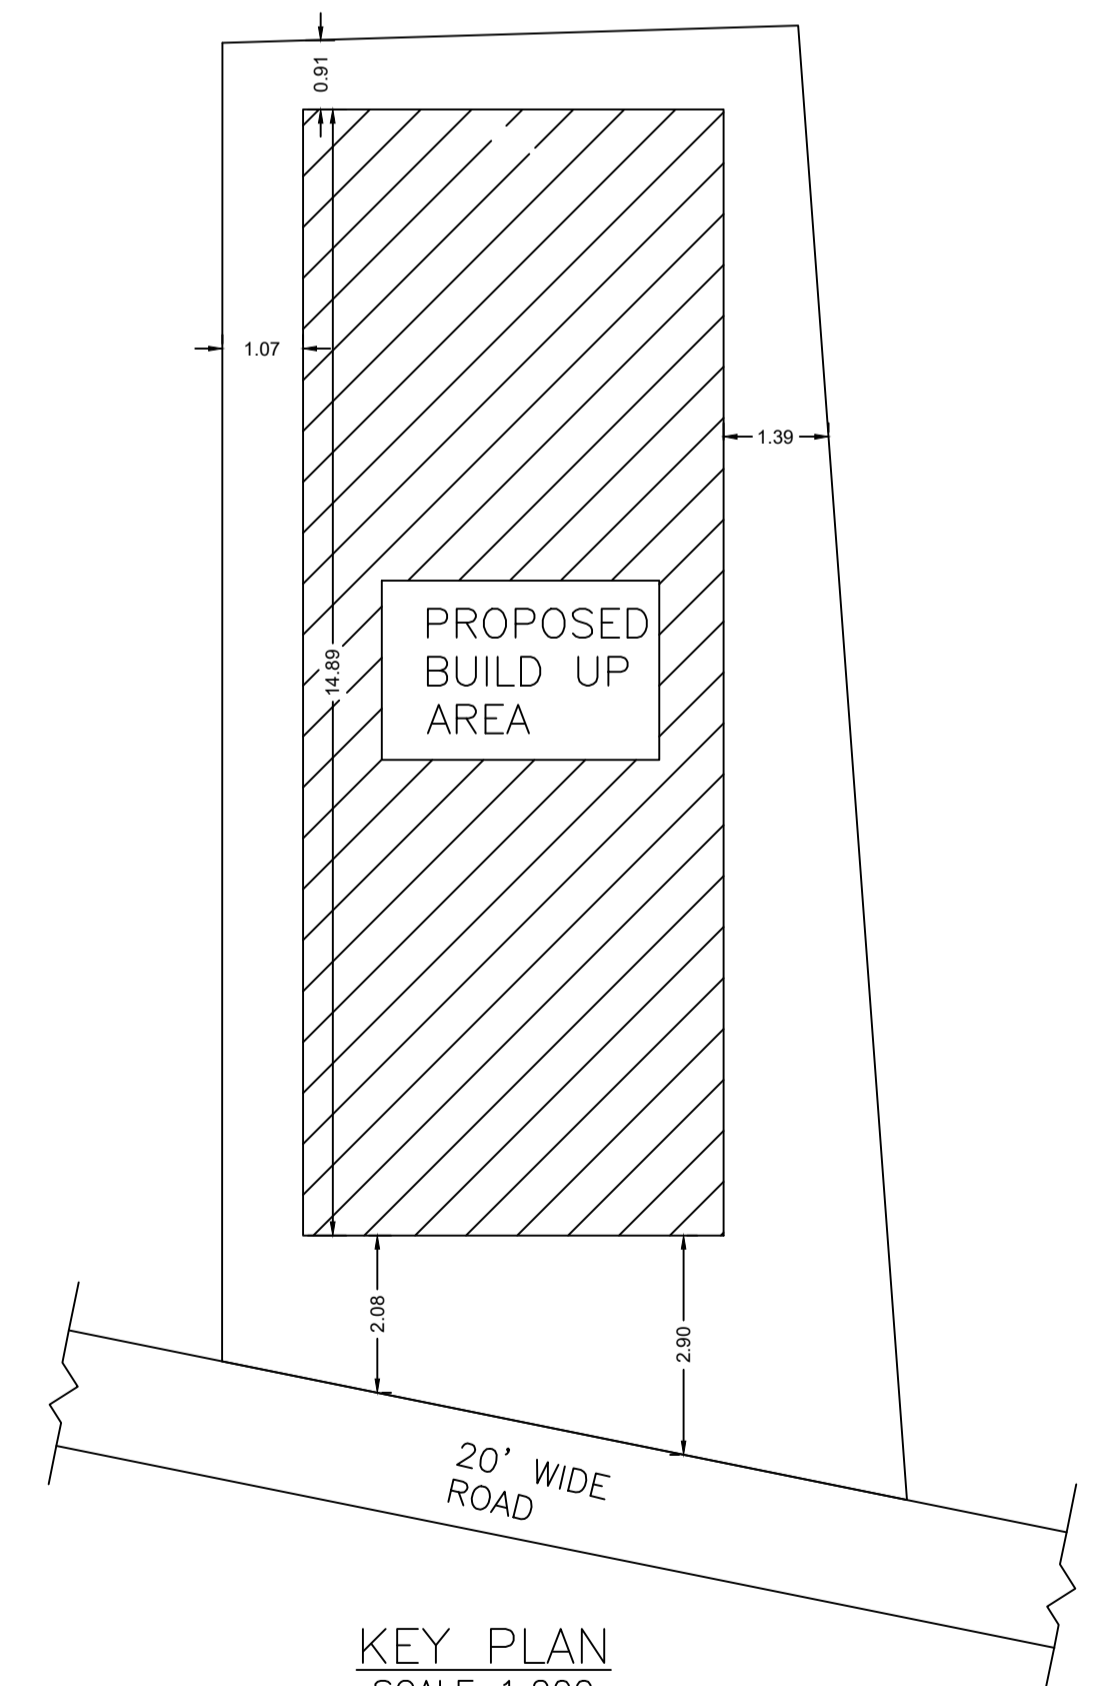 0.91
1.07
1.39
14.89
PROPOSED
BUILD UP
AREA
2.08
2.90
20' WIDE
ROAD
KEY PLAN
SCALE